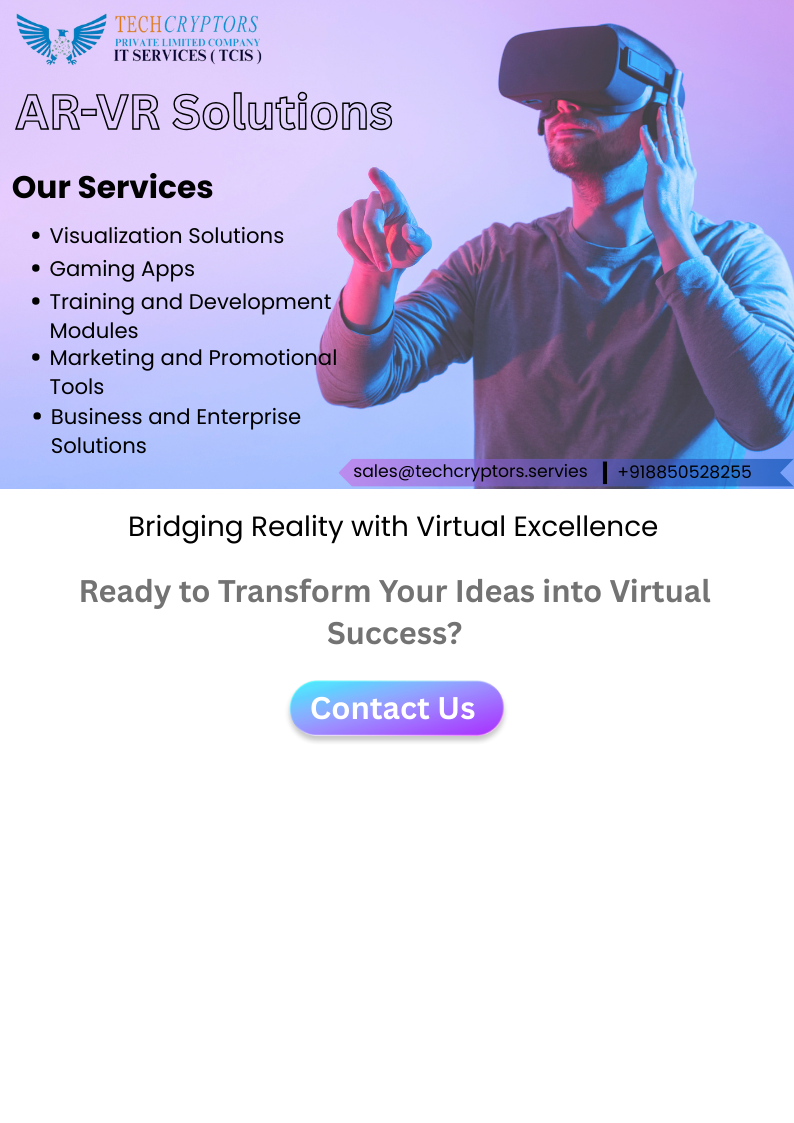 TECHCRYPTORS
PRIVATE LIMITED COMPANY
IT SERVICES ( TCIS )
AR-VR Solutions
Our Services
• Visualization Solutions
• Gaming Apps
• Training and Development
Modules
• Marketing and Promotional
Tools
• Business and Enterprise
Solutions
sales@techcryptors.servies | +918850528255
Bridging Reality with Virtual Excellence
Ready to Transform Your Ideas into Virtual
Success?
Contact Us